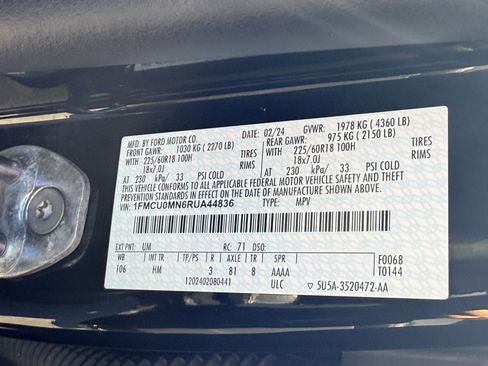 MFD. BY FORD MOTOR CO.
DATE: 02/24 GVWR: 1978 KG ( 4360 LB)
FRONT GAWR: 1030 KG ( 2270 LB) REAR GAWR: 975 KG ( 2150 LB)
WITH 225/60R18 100H TIRES WITH 225/60R18 100H TIRES
18x7.0J RIMS 18x7.0J RIMS
AT 230 kPa/ 33 PSI COLD AT 230 kPa/ 33 PSI COLD
THIS VEHICLE CONFORMS TO ALL APPLICABLE FEDERAL MOTOR VEHICLE SAFETY AND BUMPER
STANDARDS IN EFFECT ON THE DATE OF MANUFACTURE SHOWN ABOVE.
VIN: 1FMCU0MN6RUA44836 TYPE: MPV
EXT PNT: UM RC: 71 DSO:
WB TR TP/PS AXLE TR SPR F0068
106 HM 3 81 8 AAAA T0144
1202402080441 ULC 5U5A-3520472-AA